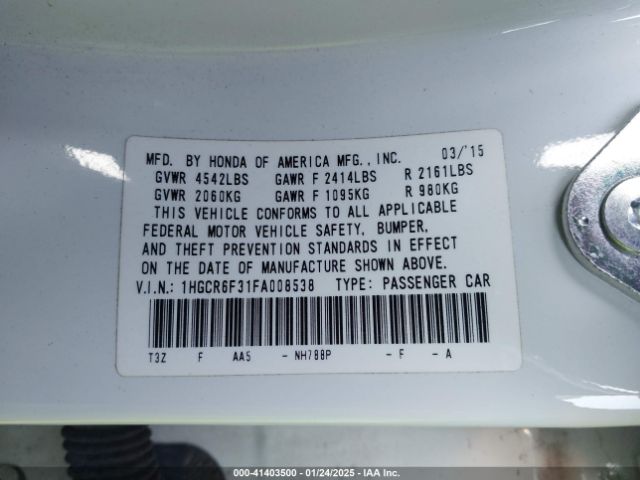 MFD. BY HONDA OF AMERICA MFG., INC. 03/'15
GVWR 4542LBS GAWR F 2414LBS R 2161LBS
GVWR 2060KG GAWR F 1095KG R 980KG
THIS VEHICLE CONFORMS TO ALL APPLICABLE
FEDERAL MOTOR VEHICLE SAFETY, BUMPER,
AND THEFT PREVENTION STANDARDS IN EFFECT
ON THE DATE OF MANUFACTURE SHOWN ABOVE.
V.I.N.: 1HGCR6F31FA008538 TYPE: PASSENGER CAR
T3Z F AA5 - NH788P - F - A
000-41403500 - 01/24/2025 - IAA Inc.